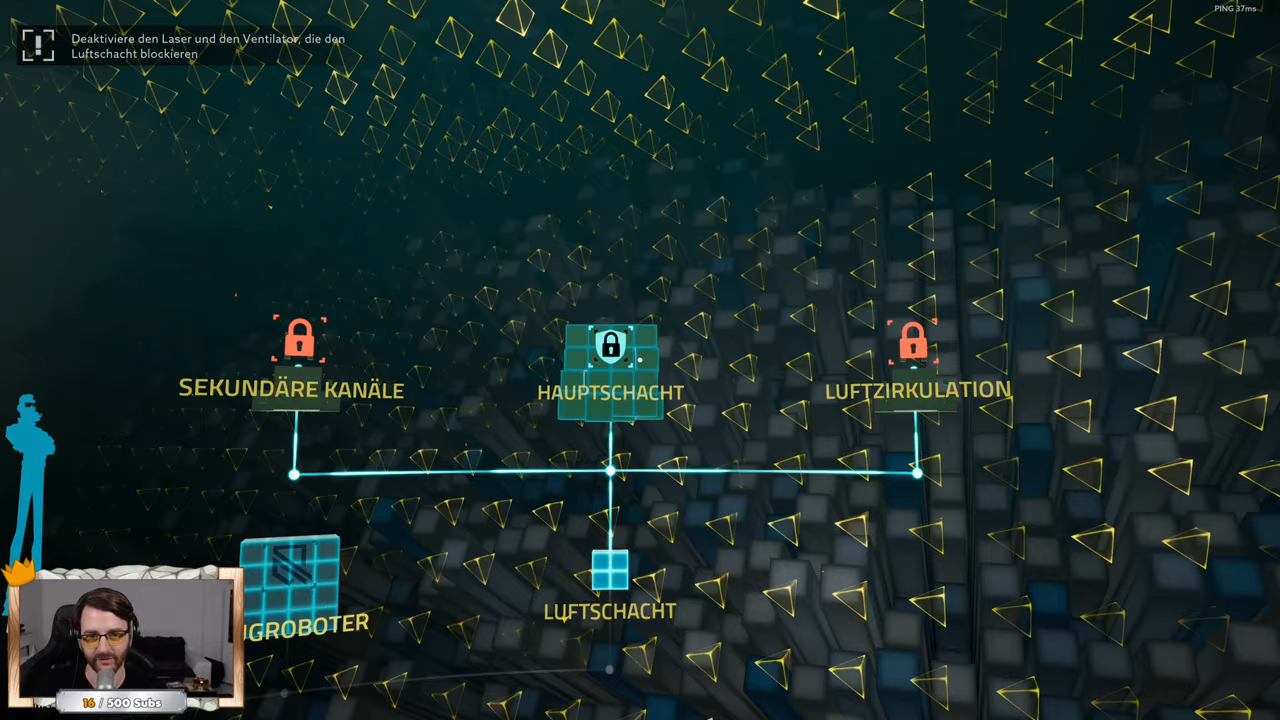 PING 37ms
Deaktiviere den Laser und den Ventilator, die den
Luftschacht blockieren
SEKUNDÄRE KANÄLE
HAUPTSCHACHT
LUFTZIRKULATION
LUFTSCHACHT
GROBOTER
16 / 500 Subs